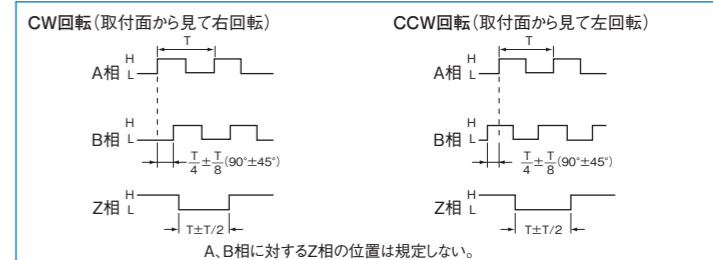 CW回転(取付面から見て右回転)
T
A相 H L
B相 H L
T/4±T/8(90°±45°)
Z相 H L
T±T/2
CCW回転(取付面から見て左回転)
T
A相 H L
B相 H L
T/4±T/8(90°±45°)
Z相 H L
T±T/2
A、B相に対するZ相の位置は規定しない。